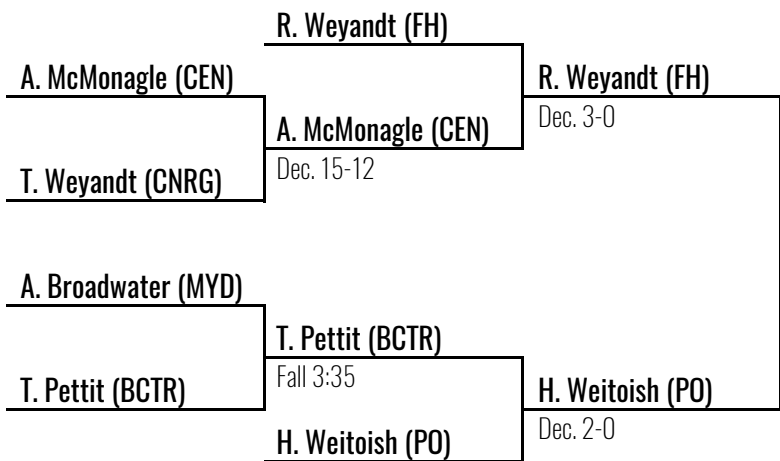 R. Weyandt (FH)
A. McMonagle (CEN)
R. Weyandt (FH)
Dec. 3-0
A. McMonagle (CEN)
Dec. 15-12
T. Weyandt (CNRG)
A. Broadwater (MYD)
T. Pettit (BCTR)
Fall 3:35
T. Pettit (BCTR)
H. Weitoish (PO)
Dec. 2-0
H. Weitoish (PO)